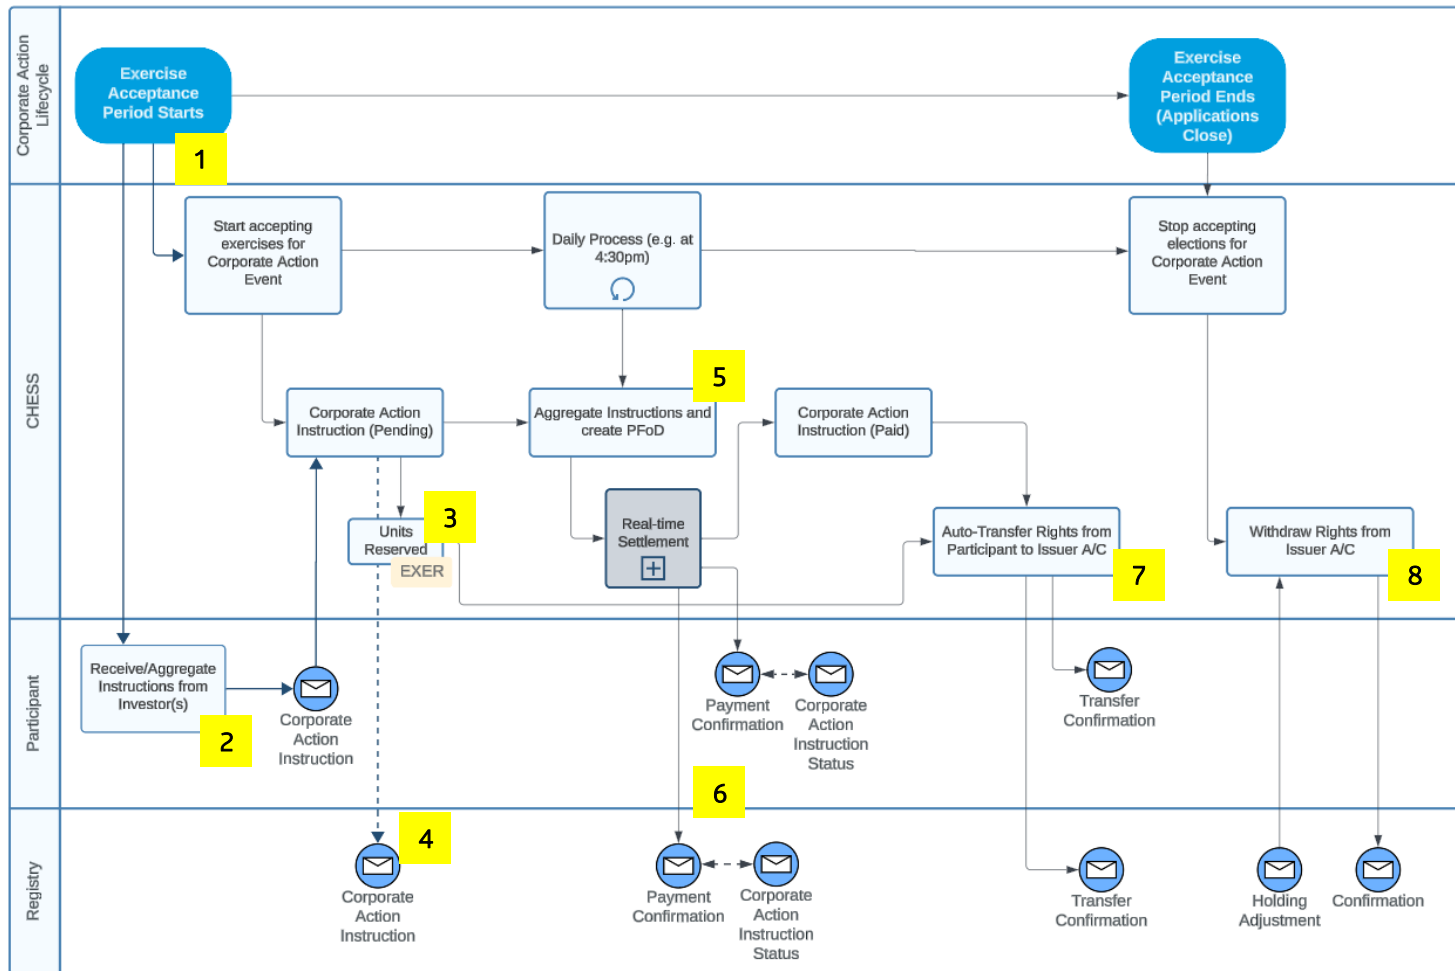 Corporate Action
Lifecycle
Exercise
Acceptance
Period Starts
1
Exercise
Acceptance
Period Ends
(Applications
Close)
CHESS
Start accepting
exercises for
Corporate Action
Event
Daily Process (e.g. at
4:30pm)
Stop accepting
elections for
Corporate Action
Event
Corporate Action
Instruction (Pending)
5
Aggregate Instructions and
create PFoD
Corporate Action
Instruction (Paid)
3
Units
Reserved
EXER
Real-time
Settlement
Auto-Transfer Rights from
Participant to Issuer A/C
7
Withdraw Rights from
Issuer A/C
8
Participant
Receive/Aggregate
Instructions from
Investor(s)
2
Corporate
Action
Instruction
Payment
Confirmation
Corporate
Action
Instruction
Status
Transfer
Confirmation
6
Registry
4
Corporate
Action
Instruction
Payment
Confirmation
Corporate
Action
Instruction
Status
Transfer
Confirmation
Holding
Adjustment
Confirmation